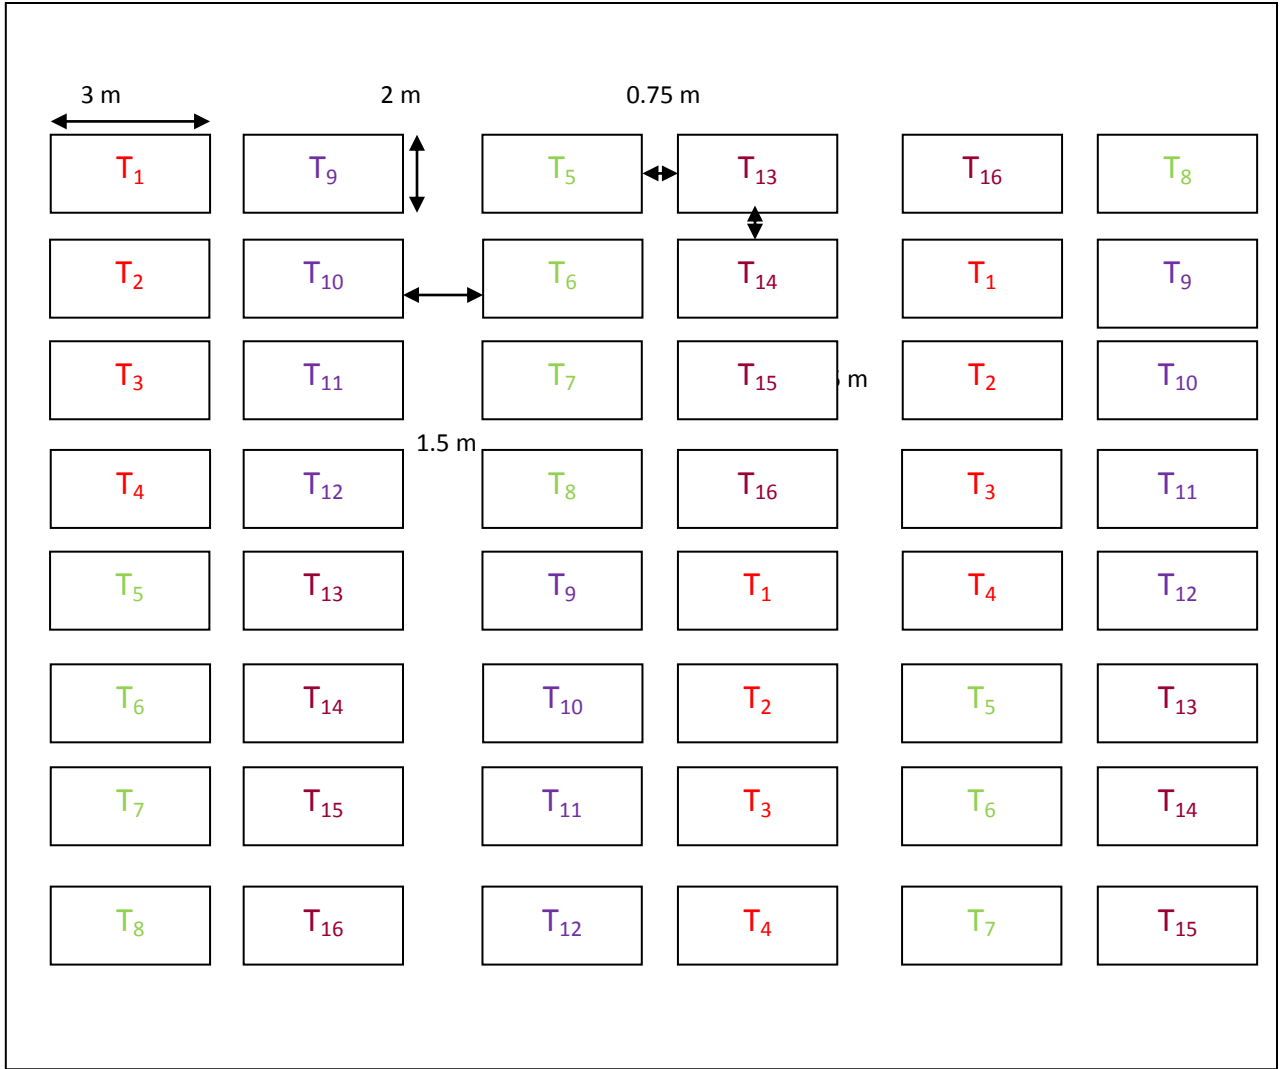 3 m 2 m 0.75 m
T1 T9 T5 T13 T16 T8
T2 T10 T6 T14 T1 T9
T3 T11 T7 T15 m T2 T10
1.5 m
T4 T12 T8 T16 T3 T11
T5 T13 T9 T1 T4 T12
T6 T14 T10 T2 T5 T13
T7 T15 T11 T3 T6 T14
T8 T16 T12 T4 T7 T15